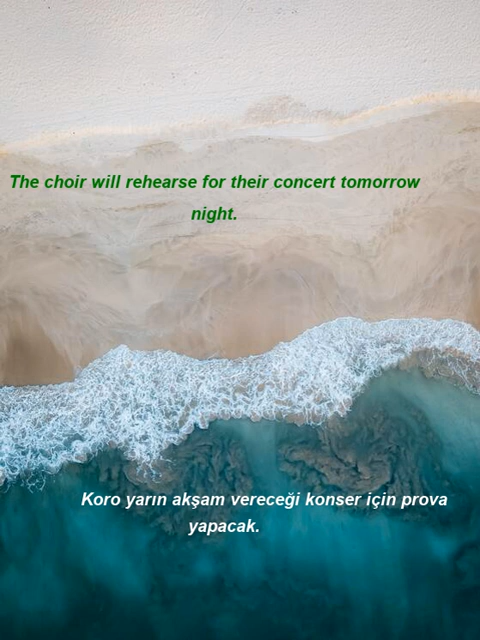 The choir will rehearse for their concert tomorrow
night.
Koro yarın akşam vereceği konser için prova
yapacak.